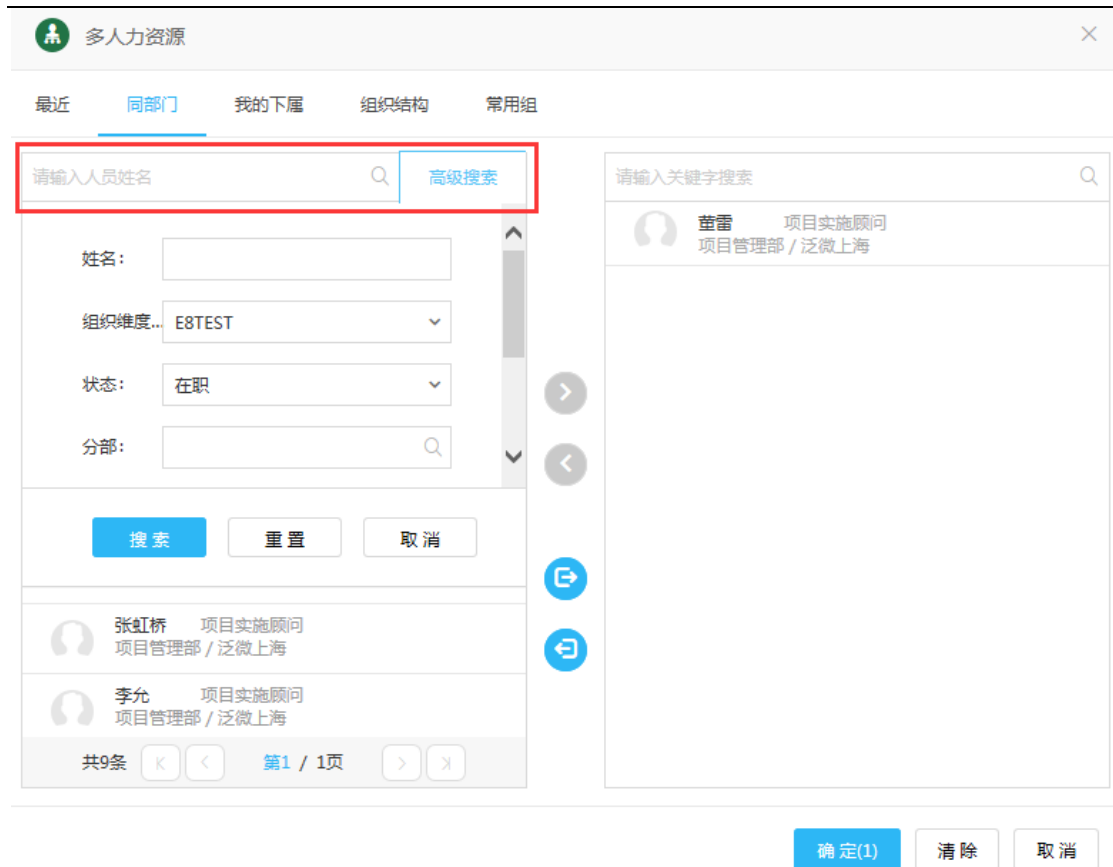 多人力资源
最近 同部门 我的下属 组织结构 常用组
请输入人员姓名 高级搜索
请输入关键字搜索
姓名：
组织维度... E8TEST
状态： 在职
分部：
搜 索 重 置 取 消
张虹桥 项目实施顾问
项目管理部 / 泛微上海
李允 项目实施顾问
项目管理部 / 泛微上海
共9条 第1 / 1页
董雷 项目实施顾问
项目管理部 / 泛微上海
确 定(1) 清 除 取 消